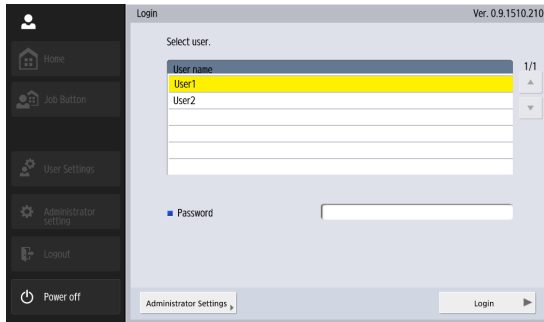 Login
Ver. 0.9.1510.210
Home
Job Button
User Settings
Administrator
setting
Logout
Power off
Select user.
User name
1/1
User1
User2
Password
Administrator Settings
Login